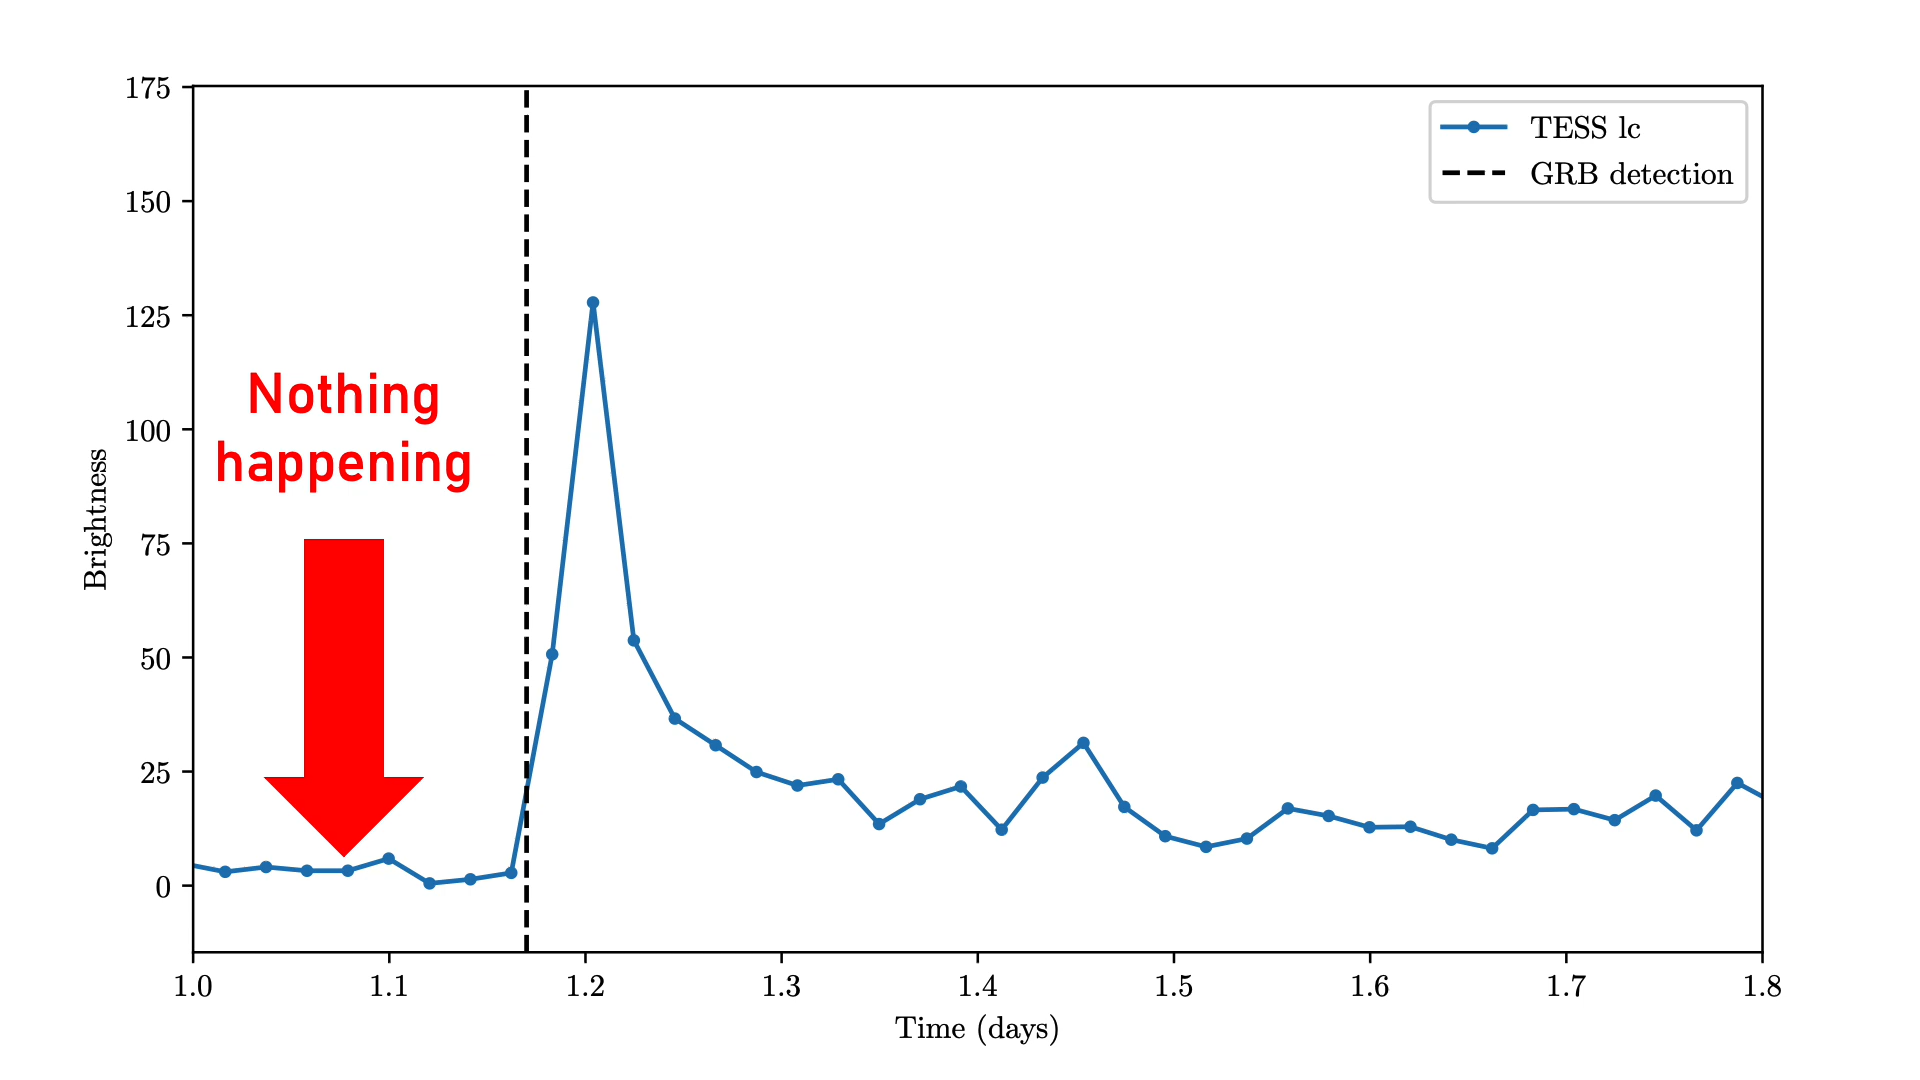 175
150
125
100
75
50
25
0
Brightness
Nothing
happening
TESS lc
GRB detection
1.0 1.1 1.2 1.3 1.4 1.5 1.6 1.7 1.8
Time (days)